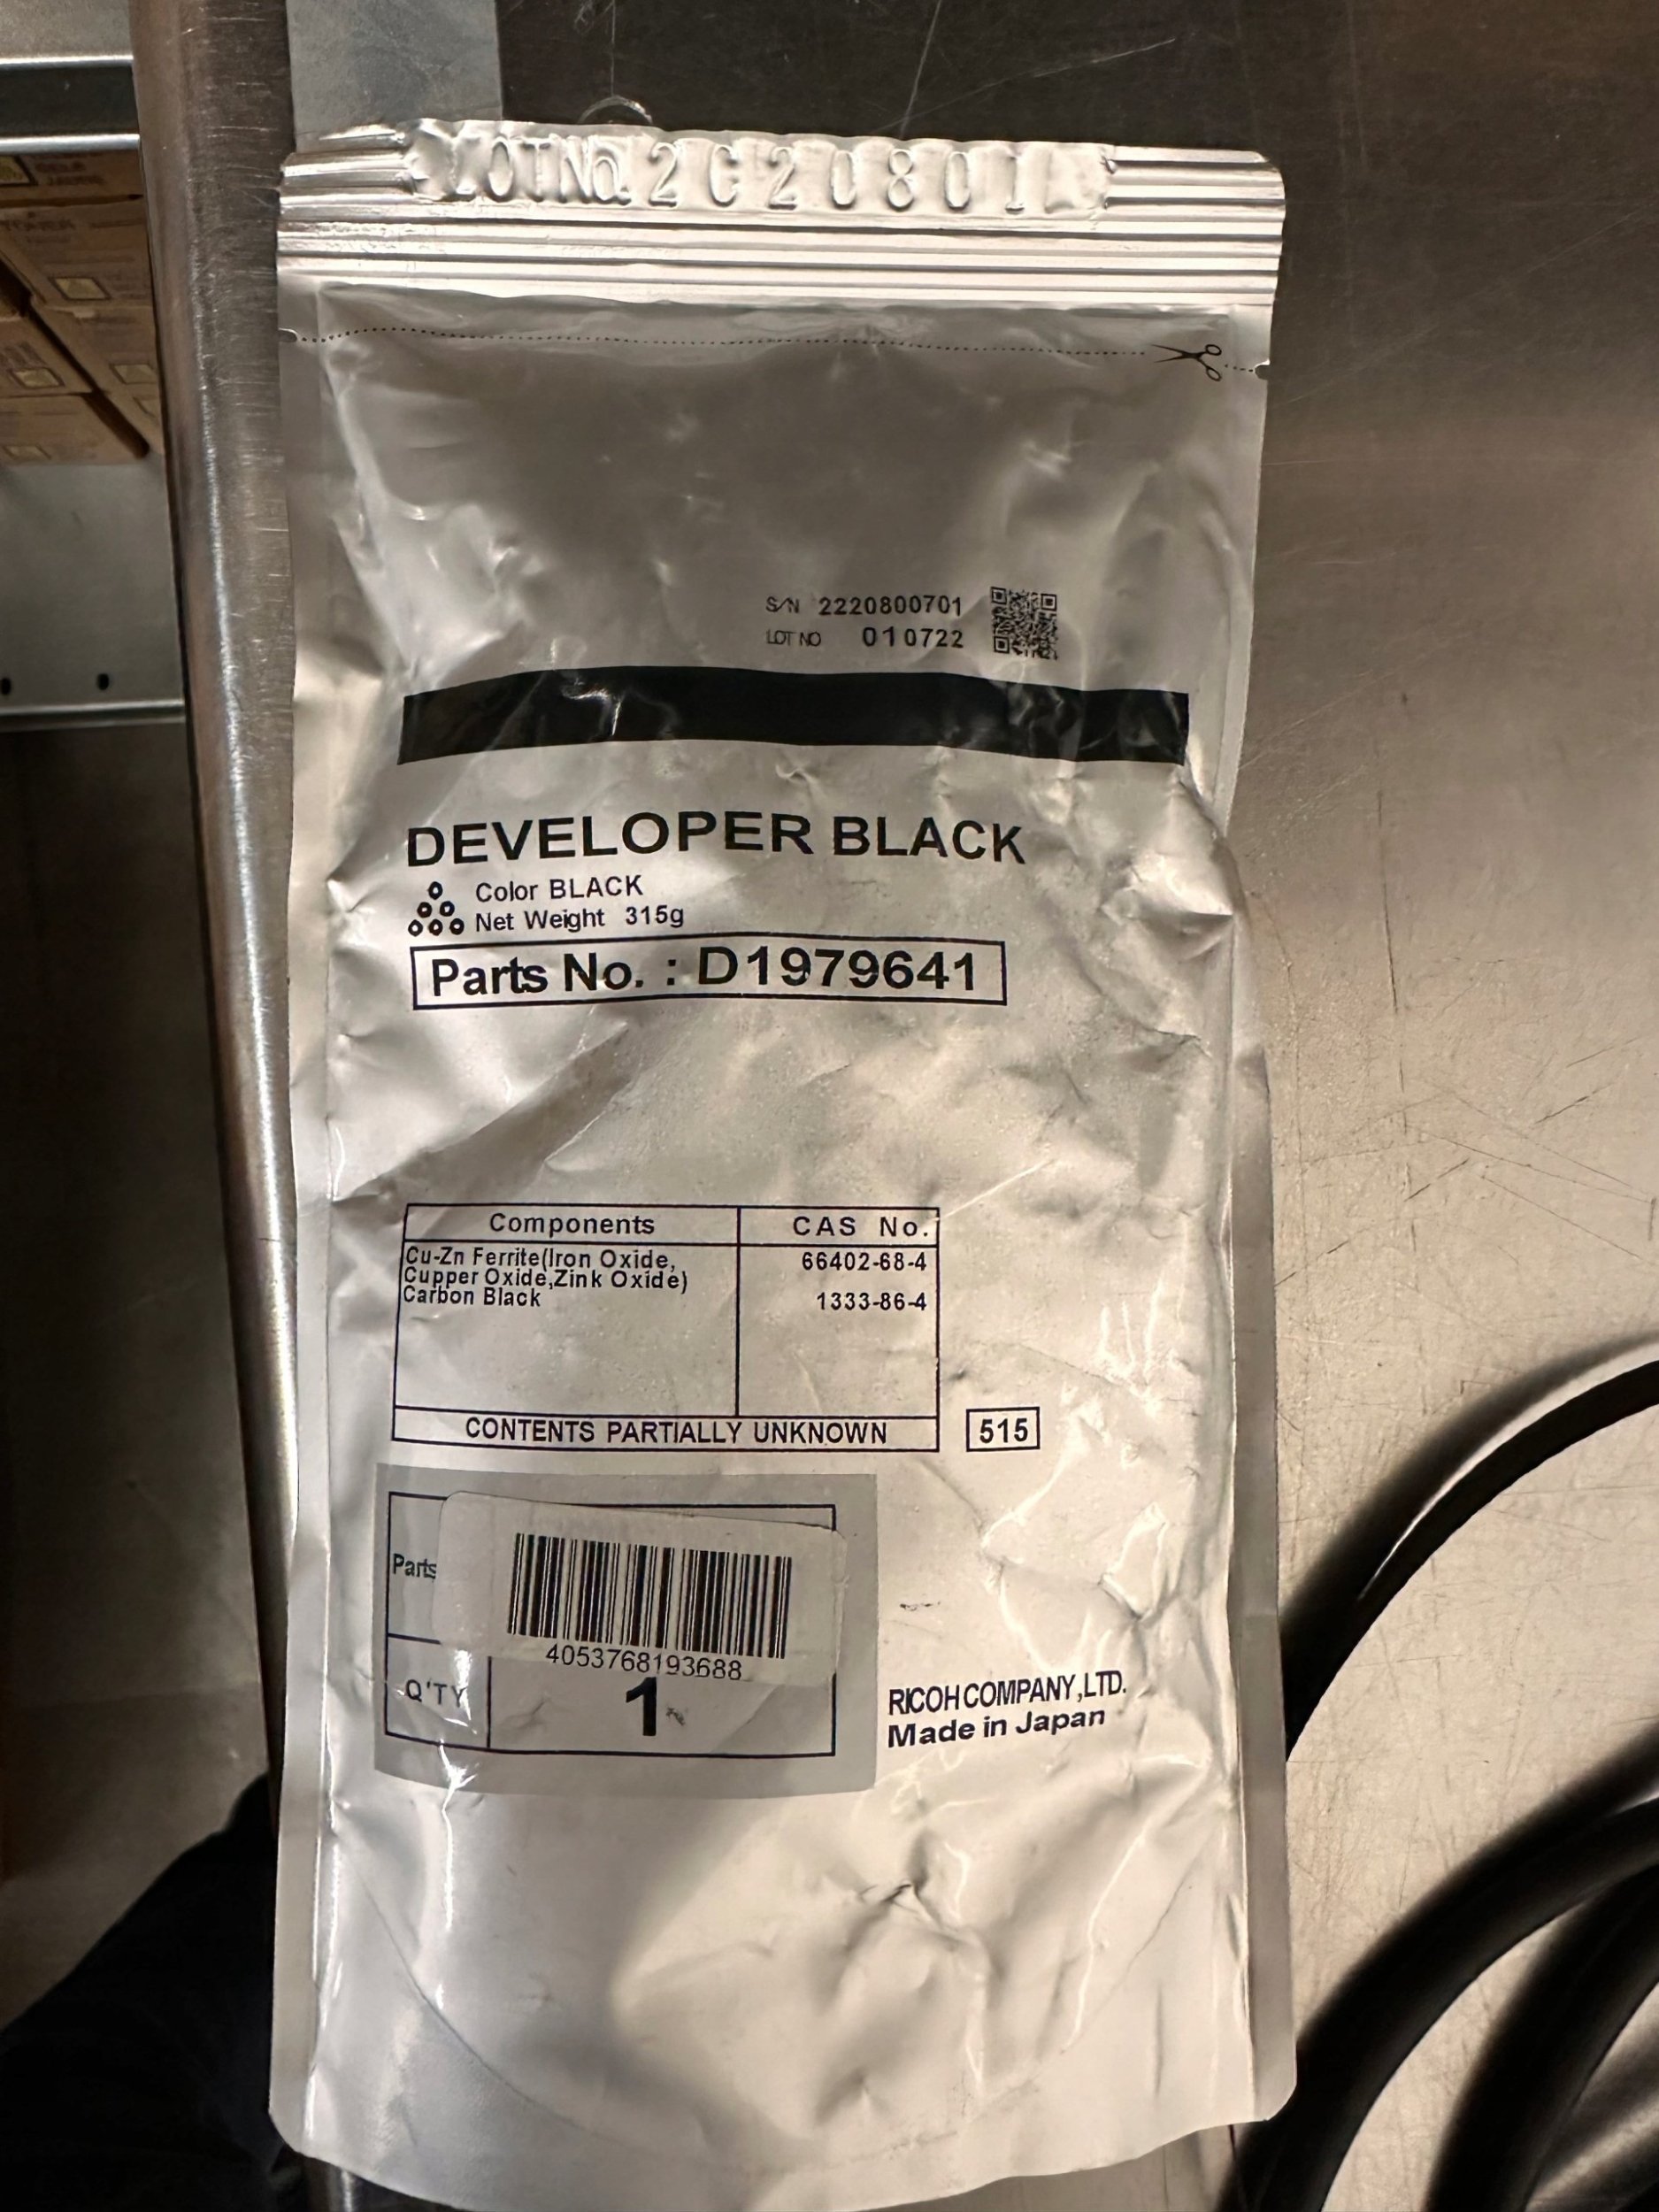 LOT No 2C20801
S/N 2220800701
LOT NO 010722
DEVELOPER BLACK
Color BLACK
Net Weight 315g
Parts No. : D1979641
Components CAS No.
Cu-Zn Ferrite(Iron Oxide, 66402-68-4
Cupper Oxide,Zink Oxide)
Carbon Black 1333-86-4
CONTENTS PARTIALLY UNKNOWN
515
Parts
4053768193688
Q'TY 1
RICOH COMPANY,LTD.
Made in Japan
TONER